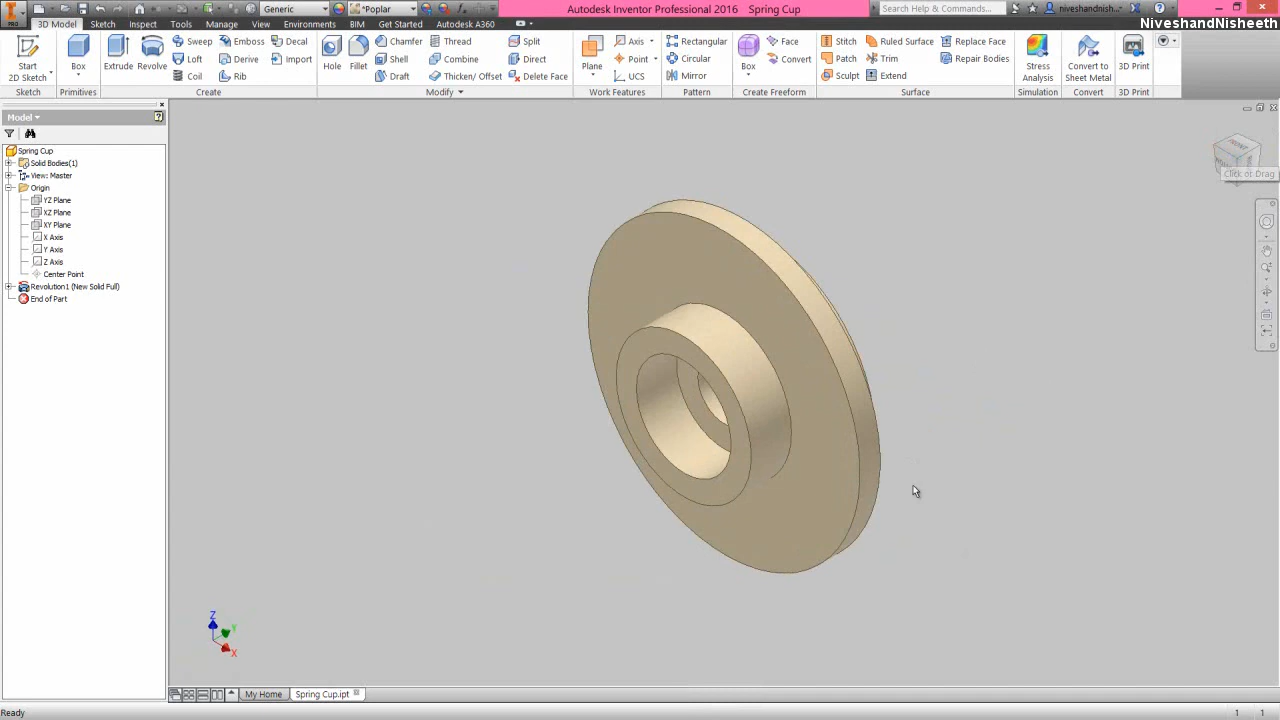 Generic
*Poplar
Autodesk Inventor Professional 2016 Spring Cup
Search Help & Commands...
niveshandnish...
NiveshandNisheeth
PRO
3D Model Sketch Inspect Tools Manage View Environments BIM Get Started Autodesk A360
Start
2D Sketch
Box
Extrude
Revolve
Sweep Emboss Decal
Loft Derive Import
Coil Rib
Hole
Fillet
Chamfer Thread Split
Shell Combine Direct
Draft Thicken/ Offset Delete Face
Plane
Axis
Point
UCS
Rectangular
Circular
Mirror
Box
Face
Convert
Stitch Ruled Surface Replace Face
Patch Trim Repair Bodies
Sculpt Extend
Stress
Analysis
Convert to
Sheet Metal
3D Print
Sketch Primitives Create Modify Work Features Pattern Create Freeform Surface Simulation Convert 3D Print
Model
Spring Cup
Solid Bodies(1)
View: Master
Origin
YZ Plane
XZ Plane
XY Plane
X Axis
Y Axis
Z Axis
Center Point
Revolution1 (New Solid Full)
End of Part
FRONT
Click or Drag
Z
Y
X
My Home Spring Cup.ipt
Ready 1 1